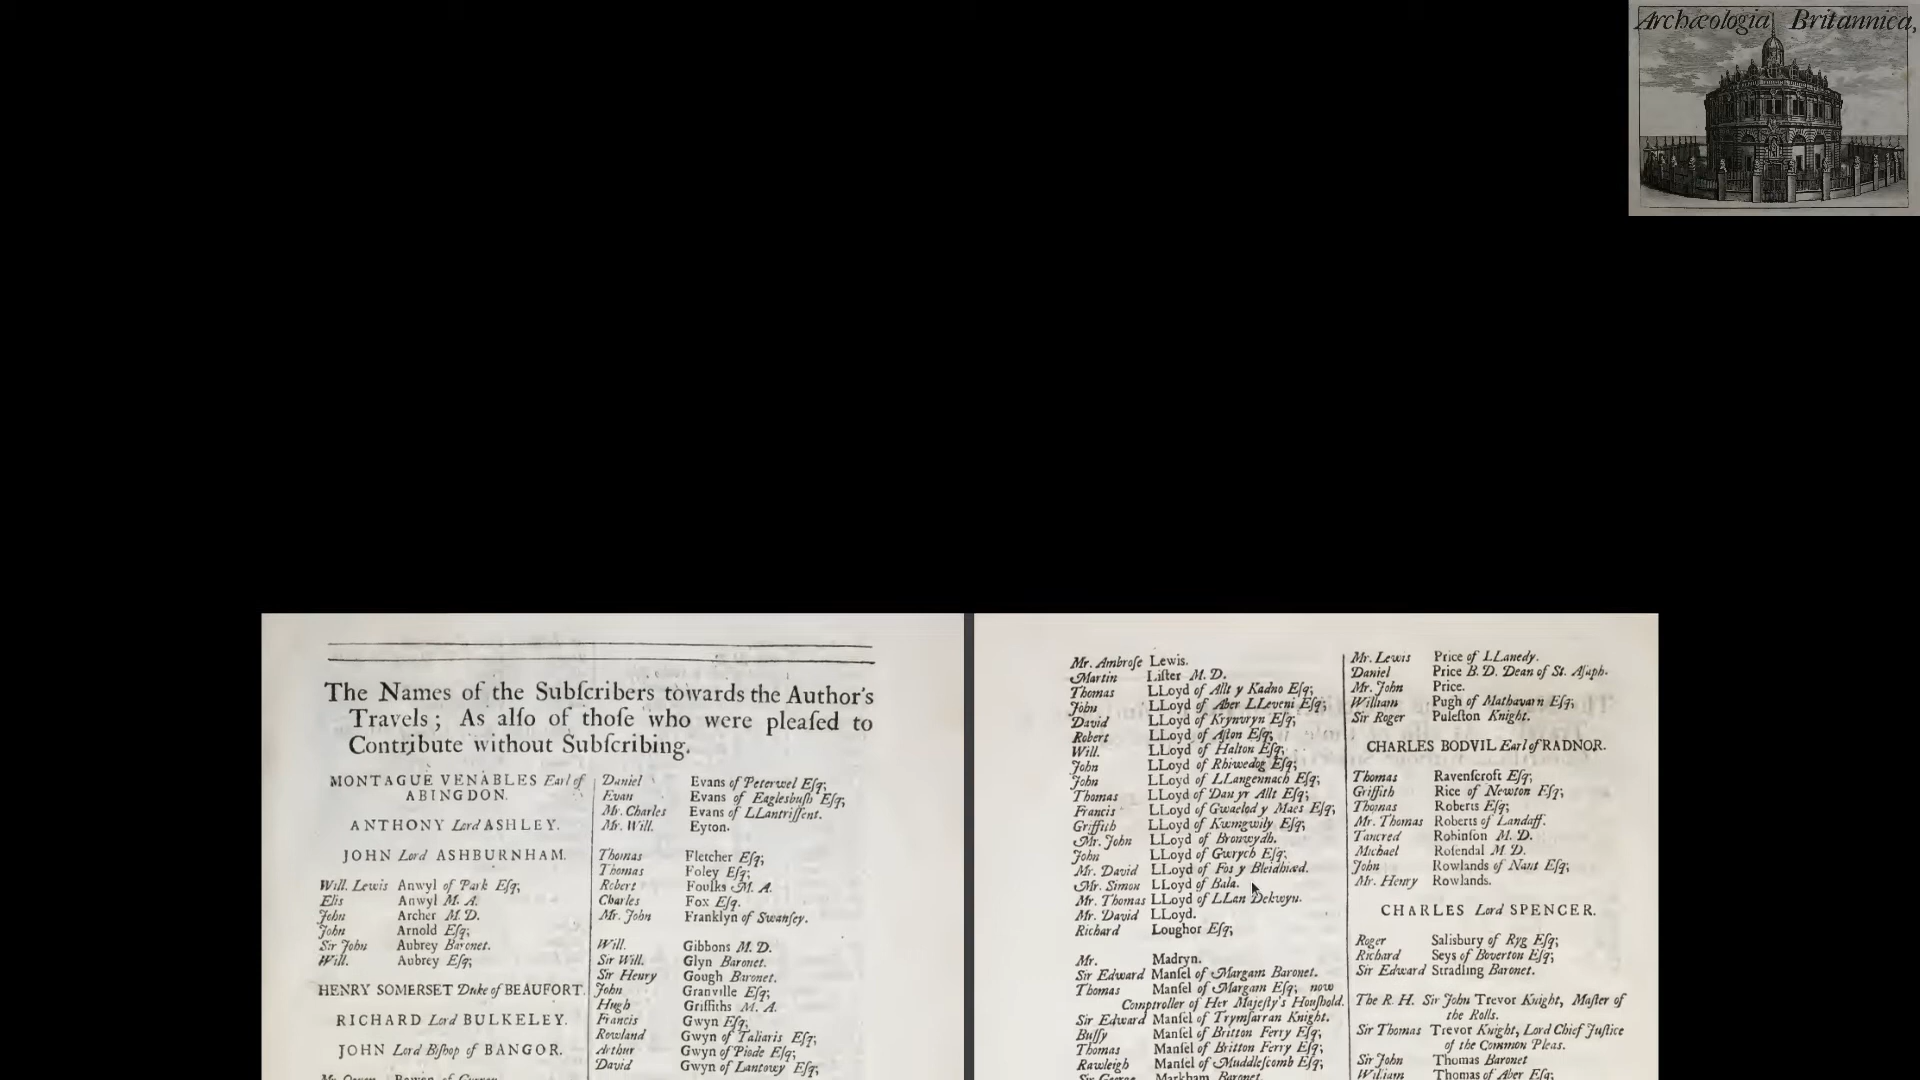 Archæologia Britannica,
The Names of the Subſcribers towards the Author's
Travels; As alſo of thoſe who were pleaſed to
Contribute without Subſcribing.
MONTAGUE VENABLES Earl of
ABINGDON.
ANTHONY Lord ASHLEY.
JOHN Lord ASHBURNHAM.
Will. Lewis Anwyl of Park Eſq;
Elis Anwyl M. A.
John Archer M. D.
John Arnold Eſq;
Sir John Aubrey Baronet.
Will. Aubrey Eſq;
HENRY SOMERSET Duke of BEAUFORT.
RICHARD Lord BULKELEY.
JOHN Lord Biſhop of BANGOR.
Daniel Evans of Peterwel Eſq;
Evan Evans of Eagleſbuſh Eſq;
Mr. Charles Evans of LLantriſſent.
Mr. Will. Eyton.
Thomas Fletcher Eſq;
Thomas Foley Eſq;
Robert Foulks M. A.
Charles Fox Eſq.
Mr. John Franklyn of Swanſey.
Will. Gibbons M. D.
Sir Will. Glyn Baronet.
Sir Henry Gough Baronet.
John Granville Eſq;
Hugh Griffiths M. A.
Francis Gwyn Eſq;
Rowland Gwyn of Taliaris Eſq;
Arthur Gwyn of Piode Eſq;
David Gwyn of Lantowy Eſq;
Mr. Ambroſe Lewis.
Martin Liſter M. D.
Thomas LLoyd of Allt y Kadno Eſq;
John LLoyd of Aber LLeveni Eſq;
David LLoyd of Krynvryn Eſq;
Robert LLoyd of Aſton Eſq;
Will. LLoyd of Halton Eſq;
John LLoyd of Rhiwedog Eſq;
John LLoyd of LLangennach Eſq;
Thomas LLoyd of Dan yr Allt Eſq;
Francis LLoyd of Gwaelod y Maes Eſq;
Griffith LLoyd of Kwmgwily Eſq;
Mr. John LLoyd of Bronwydh.
John LLoyd of Gwrych Eſq;
Mr. David LLoyd of Fos y
Mr. Simon LLoyd of Bala.
Mr. Thomas LLoyd of LLan Dekwyn.
Mr. David LLoyd.
Richard Loughor Eſq;
Mr. Madryn.
Sir Edward Manſel of Margam Baronet.
Thomas Manſel of Margam Eſq; now
Comptroller of Her Majeſty's Houſhold.
Sir Edward Manſel of Trymſarran Knight.
Buſſy Manſel of Britton Ferry Eſq;
Thomas Manſel of Britton Ferry Eſq;
Rawleigh Manſel of Muddleſcomb Eſq;
Sir George Markham Baronet.
Mr. Lewis Price of LLanedy.
Daniel Price B. D. Dean of St. Aſaph.
Mr. John Price.
William Pugh of Mathavarn Eſq;
Sir Roger Puleſton Knight.
CHARLES BODVIL Earl of RADNOR.
Thomas Ravenſcroft Eſq;
Griffith Rice of Newton Eſq;
Thomas Roberts Eſq;
Mr. Thomas Roberts of Landaff.
Tancred Robinſon M. D.
Michael Roſendal M. D.
John Rowlands of Nant Eſq;
Mr. Henry Rowlands.
CHARLES Lord SPENCER.
Roger Salisbury of Ryg Eſq;
Richard Seys of Boverton Eſq;
Sir Edward Stradling Baronet.
The R. H. Sir John Trevor Knight, Maſter of
the Rolls.
Sir Thomas Trevor Knight, Lord Chief Juſtice
of the Common Pleas.
Sir John Thomas Baronet
William Thomas of Aber Eſq;